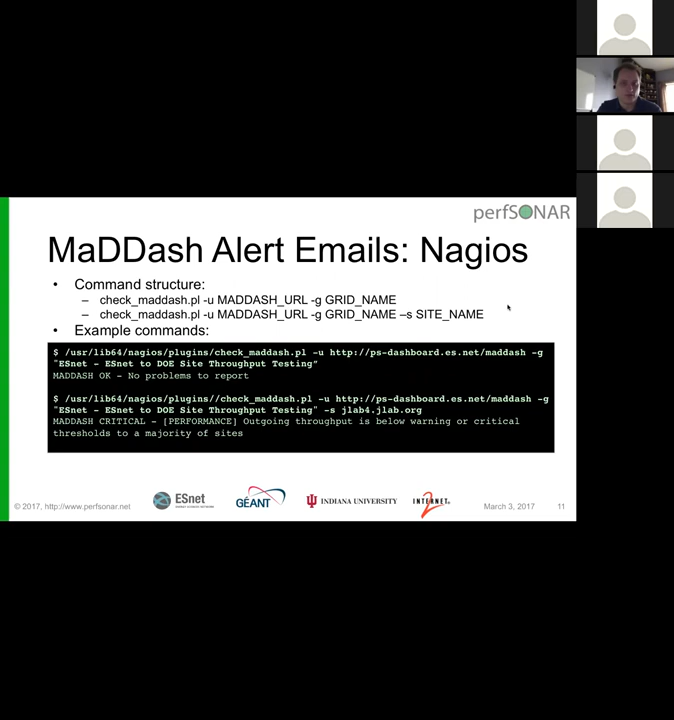 perfSONAR
MaDDash Alert Emails: Nagios
• Command structure:
– check_maddash.pl -u MADDASH_URL -g GRID_NAME
– check_maddash.pl -u MADDASH_URL -g GRID_NAME –s SITE_NAME
• Example commands:
$ /usr/lib64/nagios/plugins/check_maddash.pl -u http://ps-dashboard.es.net/maddash -g
"ESnet - ESnet to DOE Site Throughput Testing”
MADDASH OK - No problems to report
$ /usr/lib64/nagios/plugins//check_maddash.pl -u http://ps-dashboard.es.net/maddash -g
"ESnet - ESnet to DOE Site Throughput Testing" -s jlab4.jlab.org
MADDASH CRITICAL - [PERFORMANCE] Outgoing throughput is below warning or critical
thresholds to a majority of sites
© 2017, http://www.perfsonar.net
ESnet
ENERGY SCIENCES NETWORK
GÉANT
INDIANA UNIVERSITY
INTERNET2
March 3, 2017
11